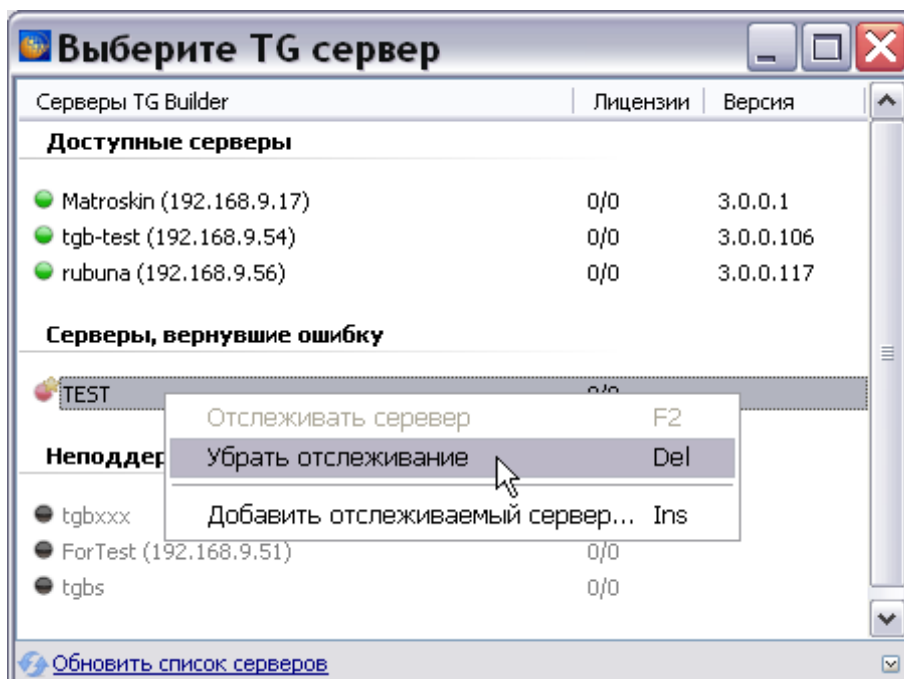 Выберите TG сервер
Серверы TG Builder Лицензии Версия
Доступные серверы
Matroskin (192.168.9.17) 0/0 3.0.0.1
tgb-test (192.168.9.54) 0/0 3.0.0.106
rubuna (192.168.9.56) 0/0 3.0.0.117
Серверы, вернувшие ошибку
TEST 0/0
Отслеживать серевер F2
Убрать отслеживание Del
Добавить отслеживаемый сервер... Ins
tgbxxx
ForTest (192.168.9.51) 0/0
tgbs 0/0
Обновить список серверов